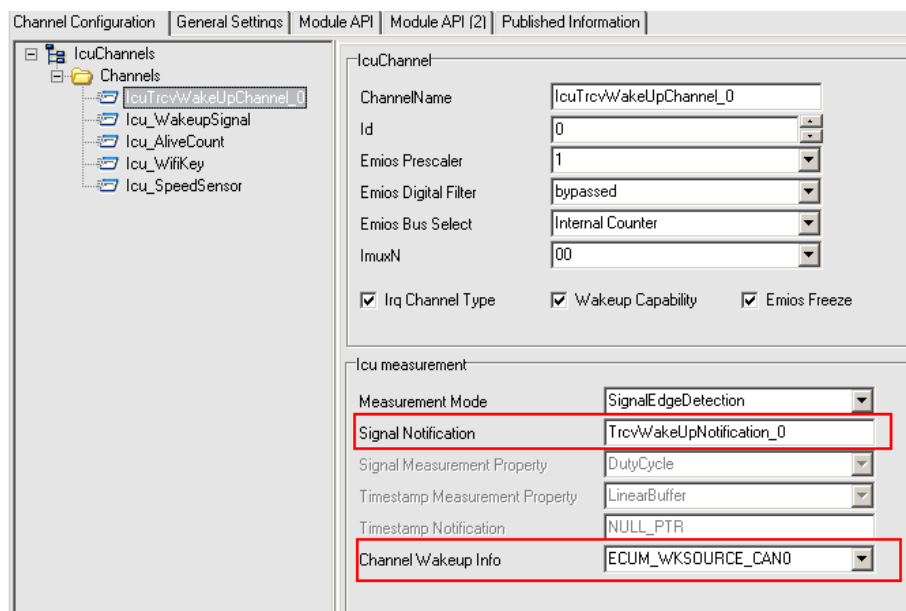 Channel Configuration General Settings Module API Module API (2) Published Information
IcuChannels
Channels
IcuTrcvWakeUpChannel_0
Icu_WakeupSignal
Icu_AliveCount
Icu_WifiKey
Icu_SpeedSensor
IcuChannel
ChannelName IcuTrcvWakeUpChannel_0
Id 0
Emios Prescaler 1
Emios Digital Filter bypassed
Emios Bus Select Internal Counter
ImuxN 00
Irq Channel Type Wakeup Capability Emios Freeze
Icu measurement
Measurement Mode SignalEdgeDetection
Signal Notification TrcvWakeUpNotification_0
Signal Measurement Property DutyCycle
Timestamp Measurement Property LinearBuffer
Timestamp Notification NULL_PTR
Channel Wakeup Info ECUM_WKSOURCE_CAN0